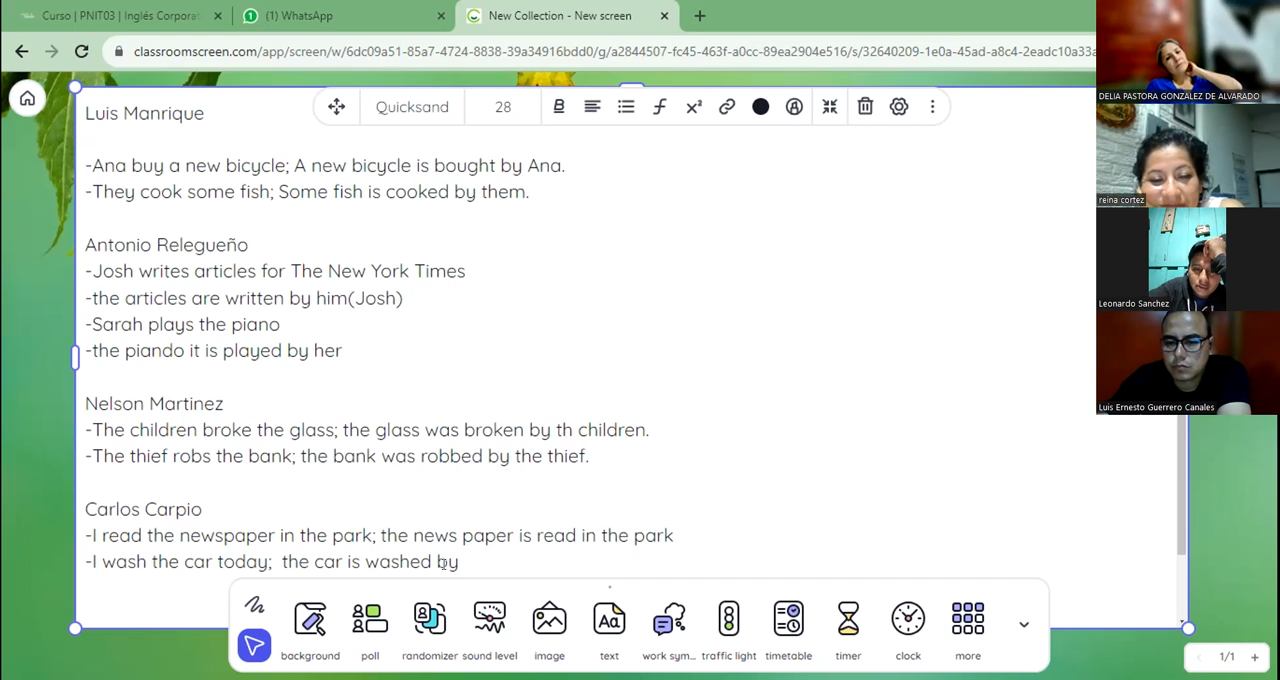 Curso | PNIT03 | Inglés Corporat
(1) WhatsApp
New Collection - New screen
classroomscreen.com/app/screen/w/6dc09a51-85a7-4724-8838-39a34916bdd0/g/a2844507-fc45-463f-a0cc-89ea2904e516/s/32640209-1e0a-45ad-a8c4-2eadc10a33a
Quicksand 28
Luis Manrique
-Ana buy a new bicycle; A new bicycle is bought by Ana.
-They cook some fish; Some fish is cooked by them.
Antonio Relegueño
-Josh writes articles for The New York Times
-the articles are written by him(Josh)
-Sarah plays the piano
-the piando it is played by her
Nelson Martinez
-The children broke the glass; the glass was broken by th children.
-The thief robs the bank; the bank was robbed by the thief.
Carlos Carpio
-I read the newspaper in the park; the news paper is read in the park
-I wash the car today;  the car is washed by
background poll randomizer sound level image text work sym... traffic light timetable timer clock more
1/1
DELIA PASTORA GONZALEZ DE ALVARADO
reina cortez
Leonardo Sanchez
Luis Ernesto Guerrero Canales